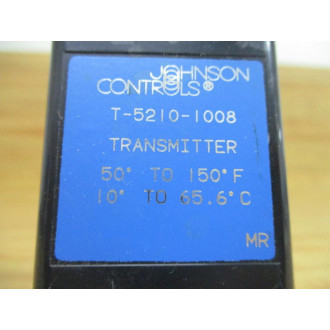 JOHNSON
CONTROLS®
T-5210-1008
TRANSMITTER
50° TO 150°F
10° TO 65.6°C
MR